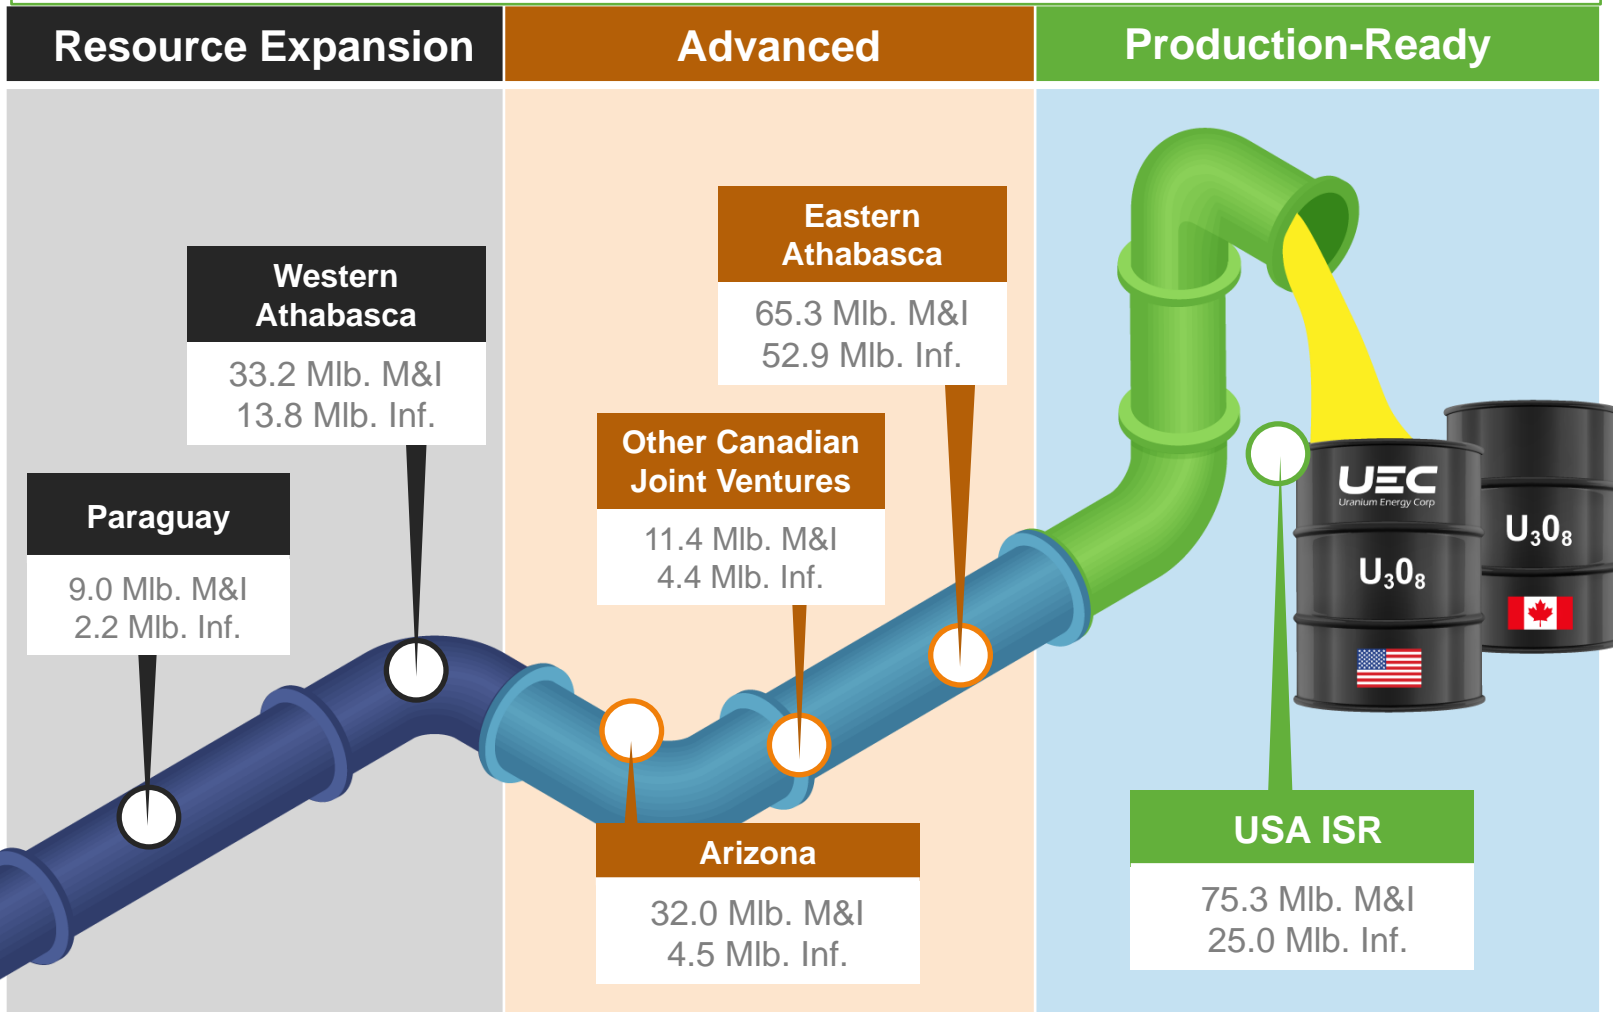 Resource Expansion
Advanced
Production-Ready
Western
Athabasca
33.2 Mlb. M&I
13.8 Mlb. Inf.
Paraguay
9.0 Mlb. M&I
2.2 Mlb. Inf.
Eastern
Athabasca
65.3 Mlb. M&I
52.9 Mlb. Inf.
Other Canadian
Joint Ventures
11.4 Mlb. M&I
4.4 Mlb. Inf.
Arizona
32.0 Mlb. M&I
4.5 Mlb. Inf.
UEC
Uranium Energy Corp
U₃0₈
U₃0₈
USA ISR
75.3 Mlb. M&I
25.0 Mlb. Inf.